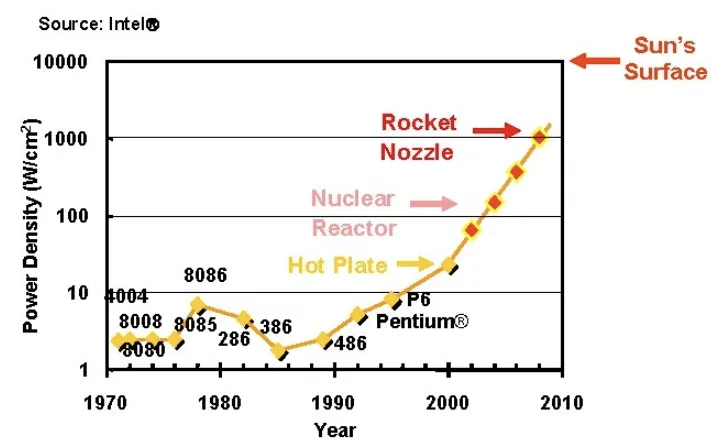 Source: Intel®
Sun's
Surface
10000
Rocket
Nozzle
1000
Nuclear
Reactor
100
Hot Plate
8086
10
4004
8008
8085
386
P6
Pentium®
8080
286
486
1
Power Density (W/cm²)
1970
1980
1990
2000
2010
Year